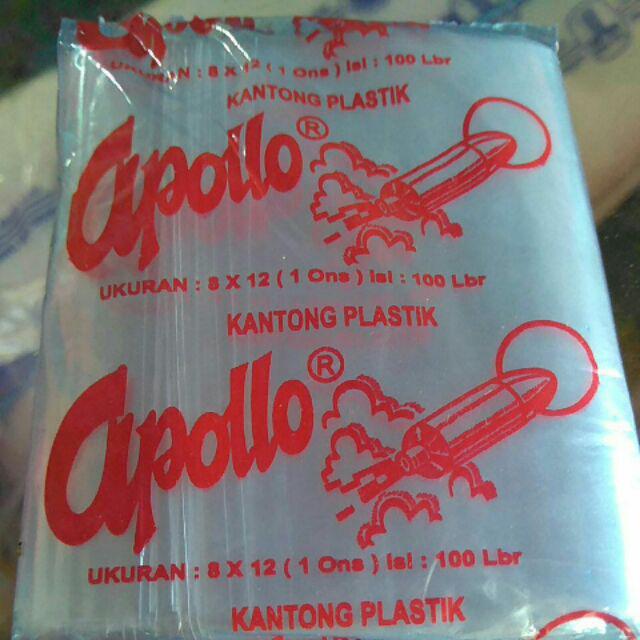 UKURAN : 8 X 12 ( 1 Ons ) Isi : 100 Lbr
KANTONG PLASTIK
Apollo®
UKURAN : 8 X 12 ( 1 Ons ) Isi : 100 Lbr
KANTONG PLASTIK
Apollo®
UKURAN : 8 X 12 ( 1 Ons ) Isi : 100 Lbr
KANTONG PLASTIK